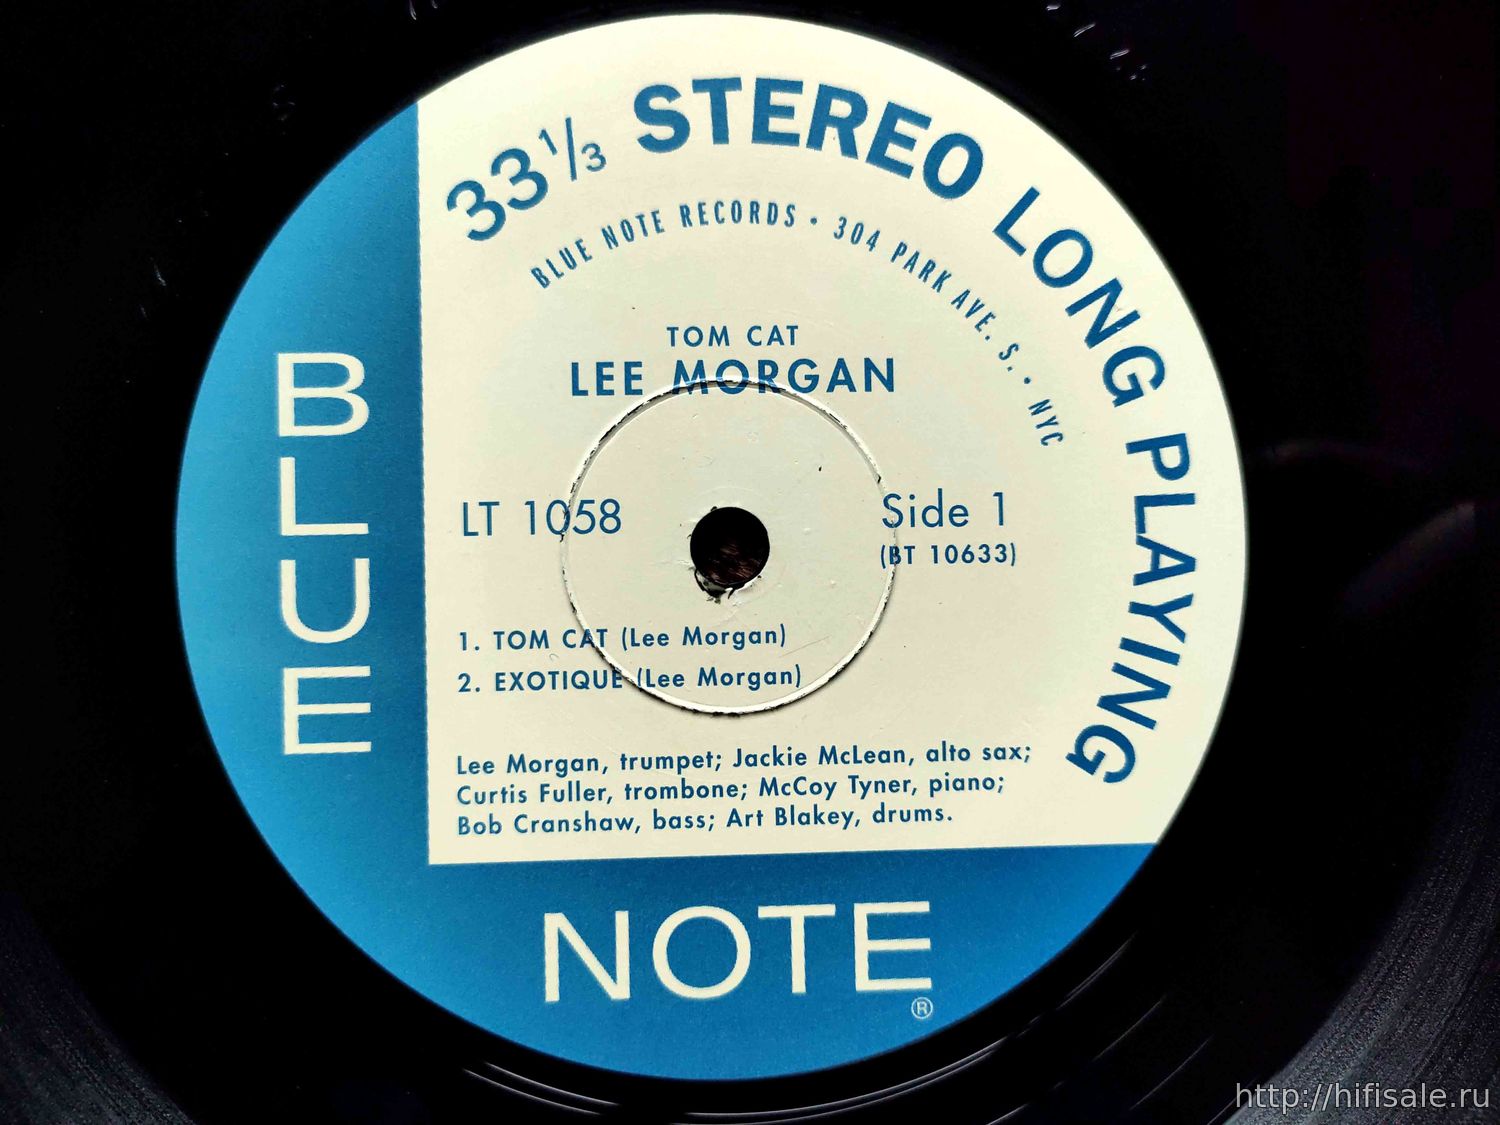 33 1/3 STEREO LONG PLAYING
BLUE NOTE RECORDS • 304 PARK AVE. S. • NYC
TOM CAT
LEE MORGAN
LT 1058
Side 1
(BT 10633)
1. TOM CAT (Lee Morgan)
2. EXOTIQUE (Lee Morgan)
Lee Morgan, trumpet; Jackie McLean, alto sax;
Curtis Fuller, trombone; McCoy Tyner, piano;
Bob Cranshaw, bass; Art Blakey, drums.
BLUE
NOTE
®
http://hifisale.ru